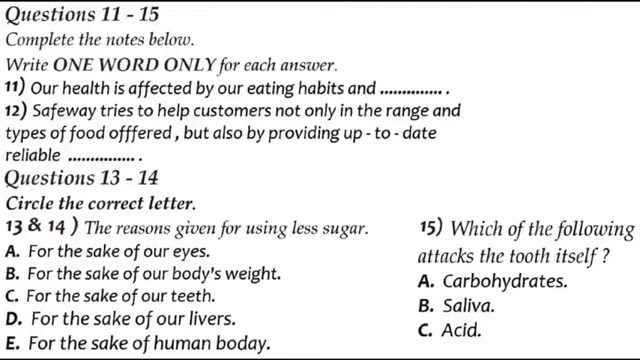 Questions 11 - 15
Complete the notes below.
Write ONE WORD ONLY for each answer.
11) Our health is affected by our eating habits and .............. .
12) Safeway tries to help customers not only in the range and
types of food offfered , but also by providing up - to - date
reliable ............... .
Questions 13 - 14
Circle the correct letter.
13 & 14 ) The reasons given for using less sugar.
A. For the sake of our eyes.
B. For the sake of our body's weight.
C. For the sake of our teeth.
D. For the sake of our livers.
E. For the sake of human boday.
15) Which of the following
attacks the tooth itself ?
A. Carbohydrates.
B. Saliva.
C. Acid.